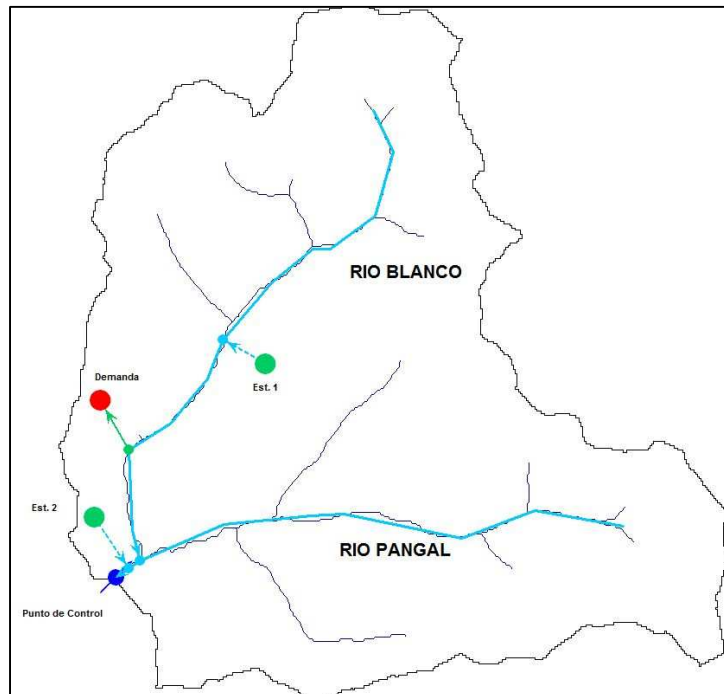 RIO BLANCO
Demanda
Est. 1
Est. 2
RIO PANGAL
Punto de Control